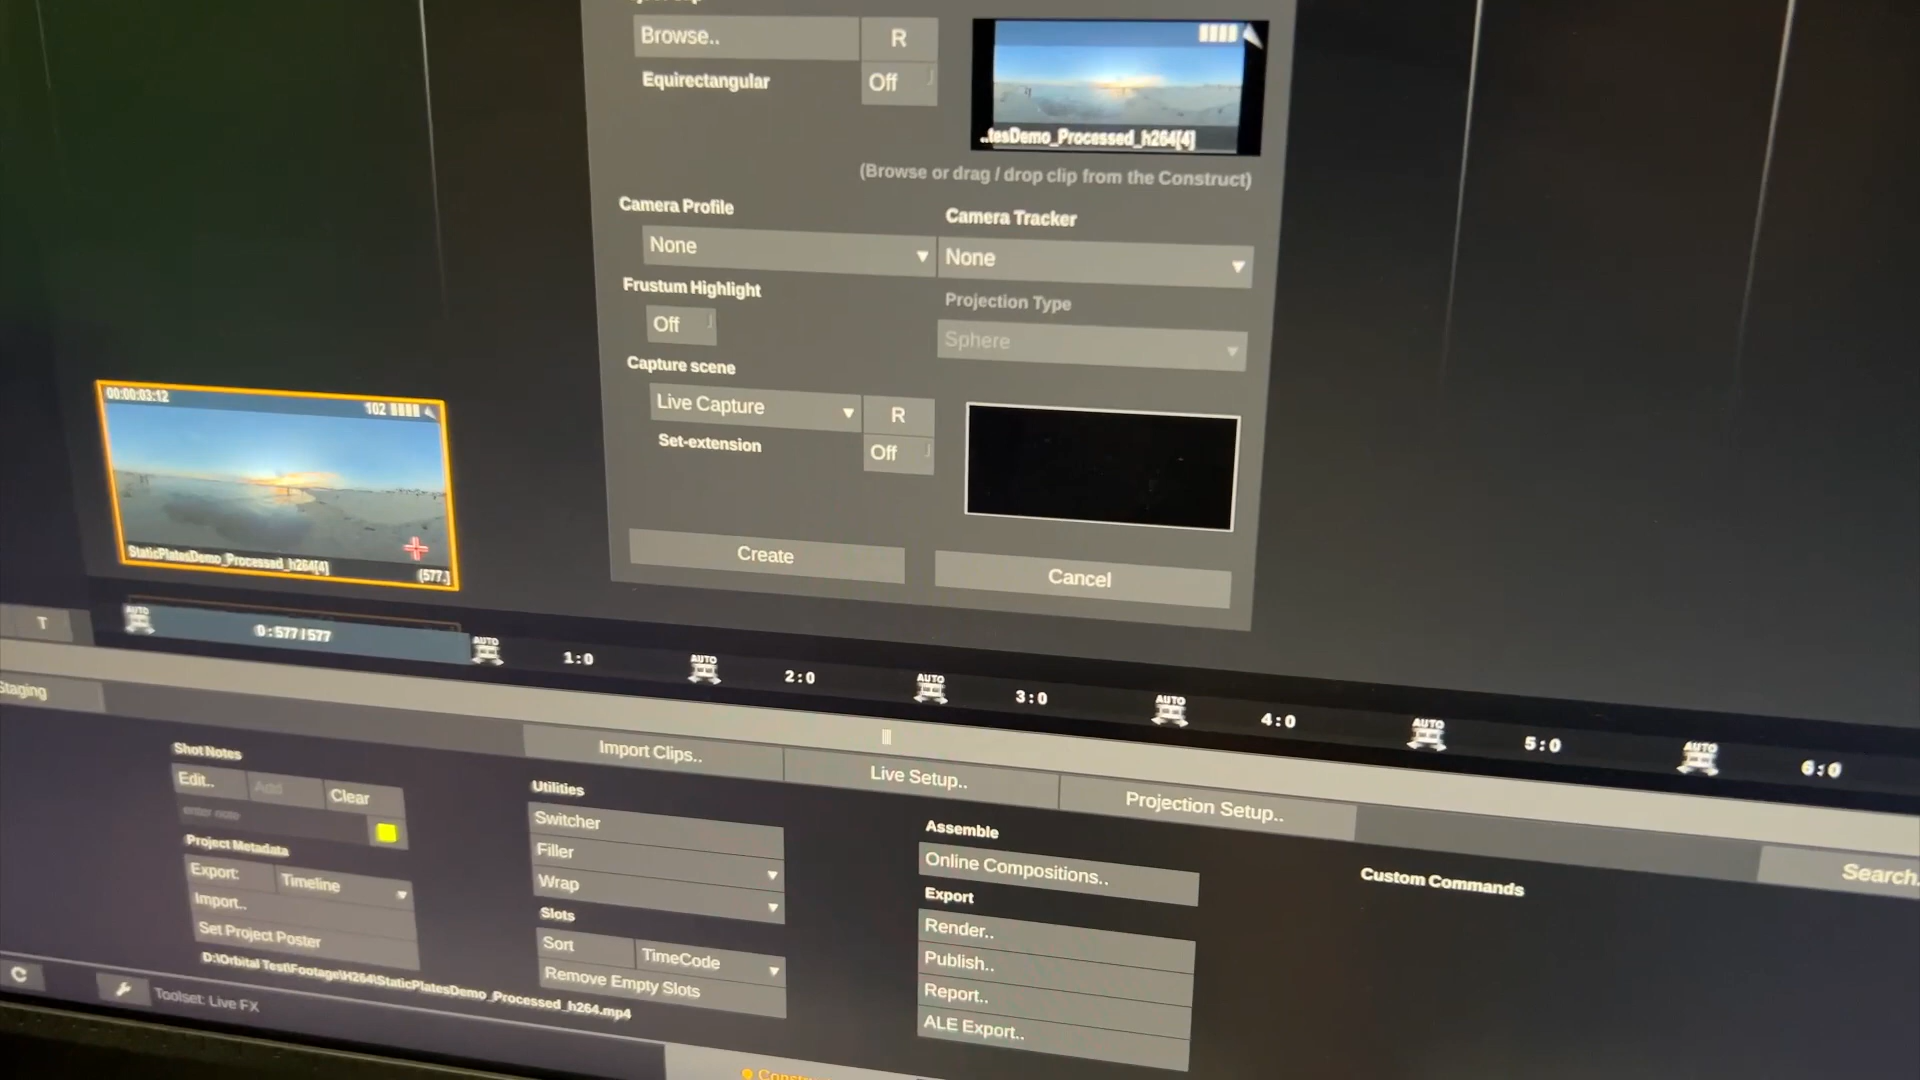 Browse..
R
Equirectangular
Off
..tesDemo_Processed_h264[4]
(Browse or drag / drop clip from the Construct)
Camera Profile
Camera Tracker
None
None
Frustum Highlight
Projection Type
Off
Sphere
Capture scene
Live Capture
R
Set-extension
Off
Create
Cancel
00:00:03:12
102
StaticPlatesDemo_Processed_h264[4]
(577.]
T
AUTO
0:577/577
AUTO
1:0
AUTO
2:0
AUTO
3:0
AUTO
4:0
AUTO
5:0
AUTO
6:0
Staging
Import Clips..
Live Setup..
Projection Setup..
Search.
Shot Notes
Edit..
Add
Clear
enter note
Project Metadata
Export:
Timeline
Import..
Set Project Poster
D:\Orbital Test\Footage\H264\StaticPlatesDemo_Processed_h264.mp4
Utilities
Switcher
Filler
Wrap
Slots
Sort
TimeCode
Remove Empty Slots
Assemble
Online Compositions..
Export
Render..
Publish..
Report..
ALE Export..
Custom Commands
Toolset: Live FX